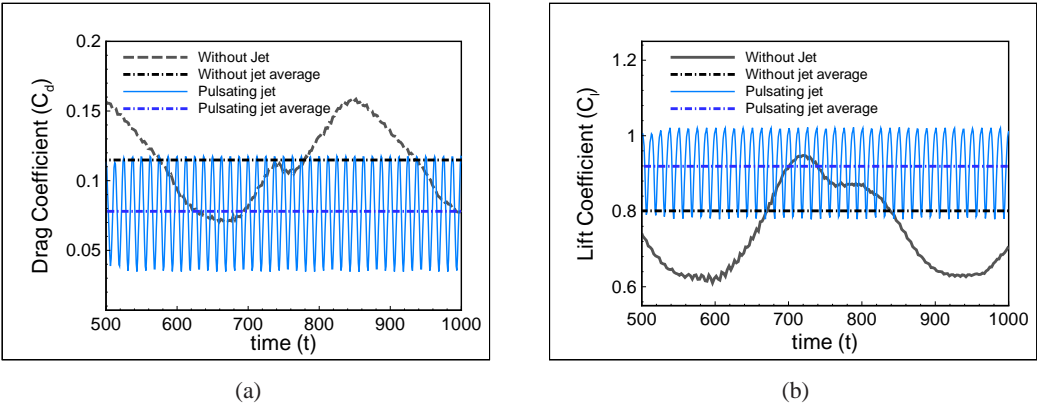 0.2
0.15
0.1
0.05
500
600
700
800
900
1000
time (t)
Drag Coefficient (C_d)
Without Jet
Without jet average
Pulsating jet
Pulsating jet average
(a)
1.2
1
0.8
0.6
500
600
700
800
900
1000
time (t)
Lift Coefficient (C_l)
Without Jet
Without jet average
Pulsating jet
Pulsating jet average
(b)